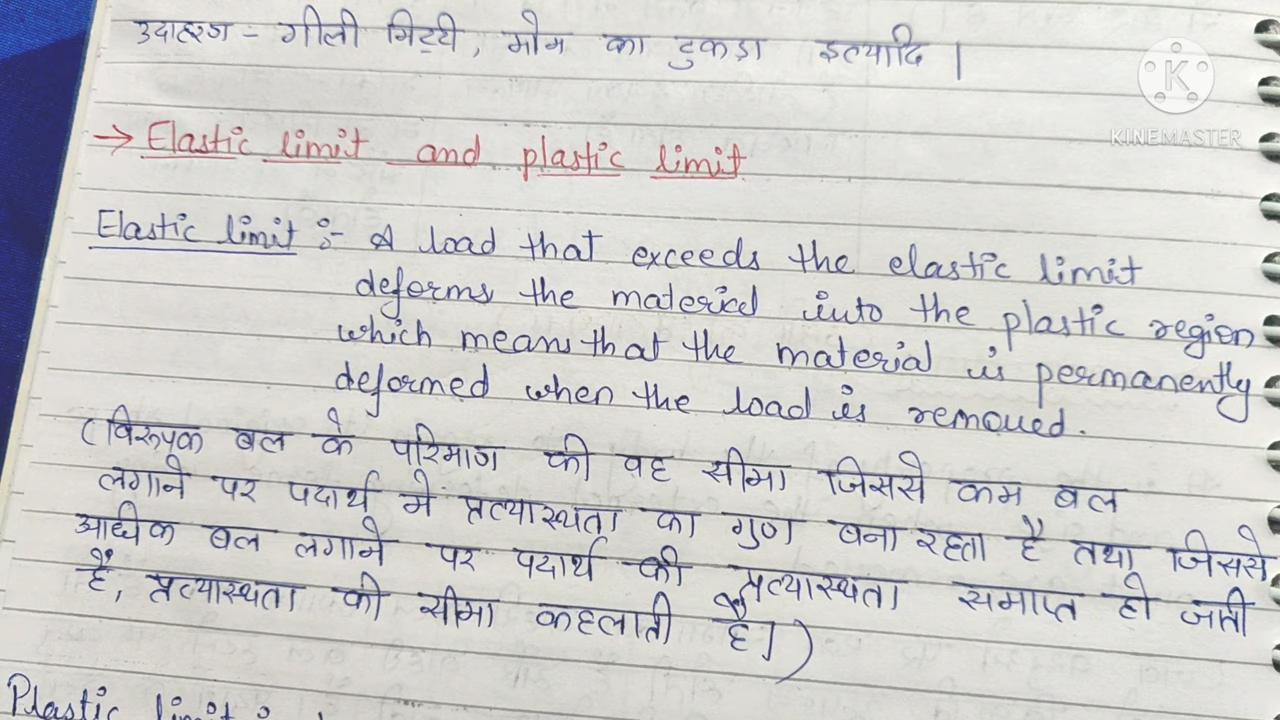 उदाहरण - गीली मिट्टी, मोम का टुकड़ा इत्यादि |
KINEMASTER
→ Elastic limit and plastic limit
Elastic limit :- A load that exceeds the elastic limit
deforms the material into the plastic region
which means that the material is permanently
deformed when the load is removed.
(विरूपक बल के परिमाण की वह सीमा जिससे कम बल
लगाने पर पदार्थ में प्रत्यास्थता का गुण बना रहता है तथा जिससे
अधिक बल लगाने पर पदार्थ की प्रत्यास्थता समाप्त हो जाती
है, प्रत्यास्थता की सीमा कहलाती है।)
Plastic limit :-